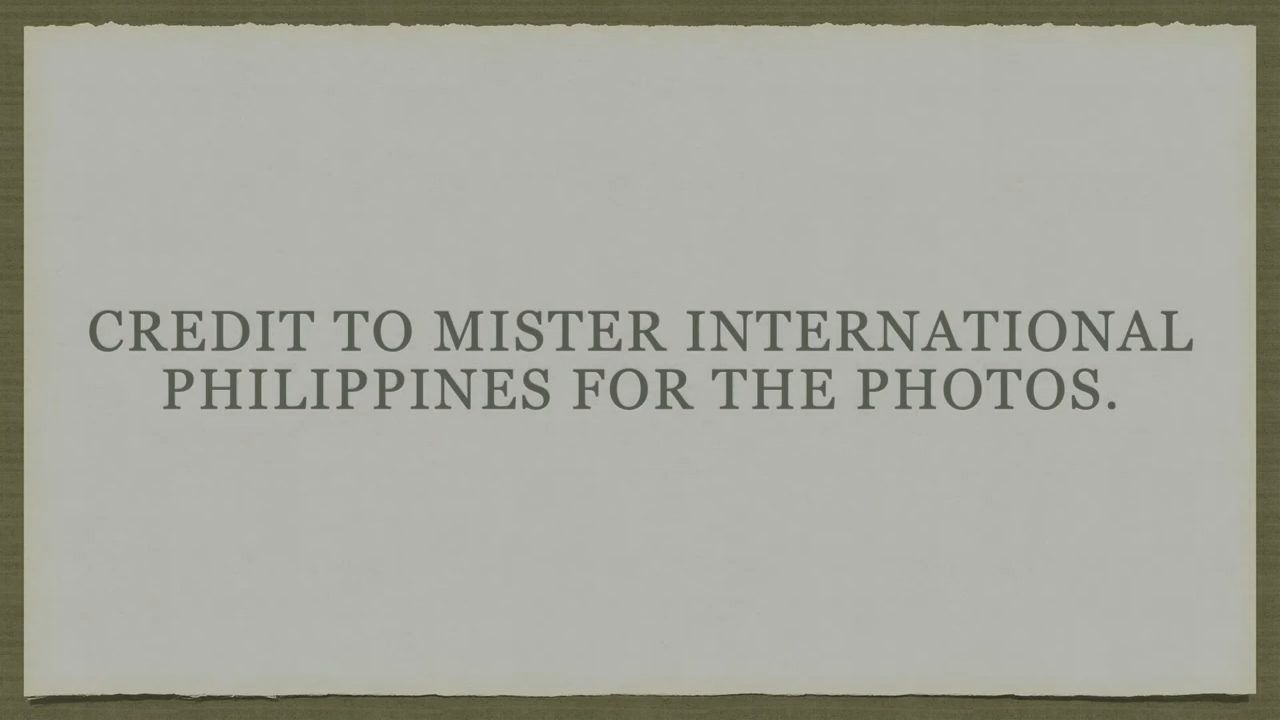 CREDIT TO MISTER INTERNATIONAL
PHILIPPINES FOR THE PHOTOS.